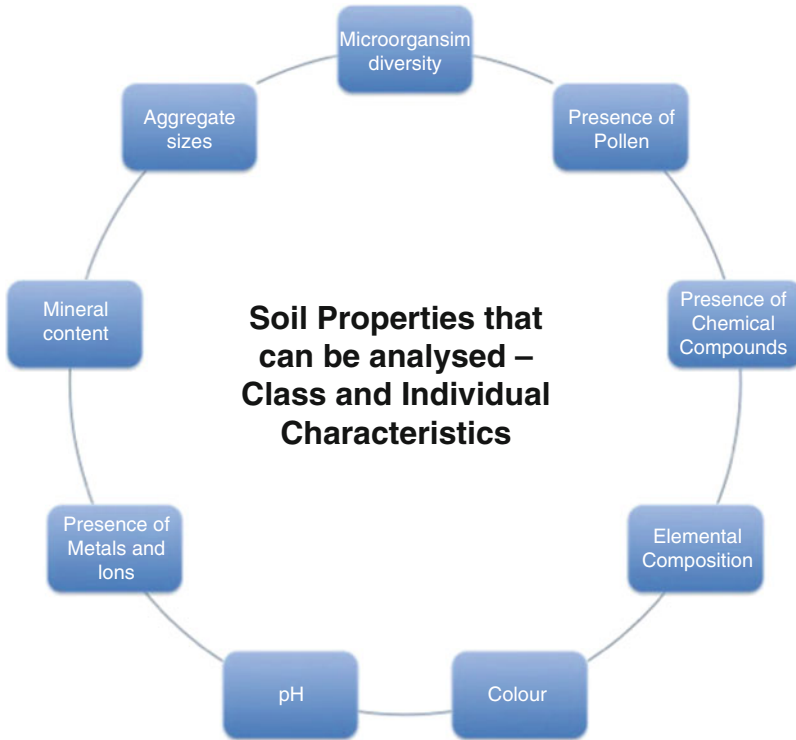 Microorgansim
diversity
Presence of
Pollen
Presence of
Chemical
Compounds
Elemental
Composition
Colour
pH
Presence of
Metals and
Ions
Mineral
content
Aggregate
sizes
Soil Properties that
can be analysed –
Class and Individual
Characteristics